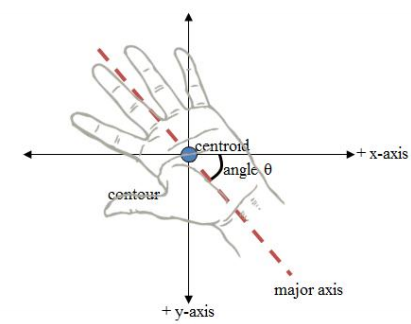 centroid
+ x-axis
angle θ
contour
major axis
+ y-axis